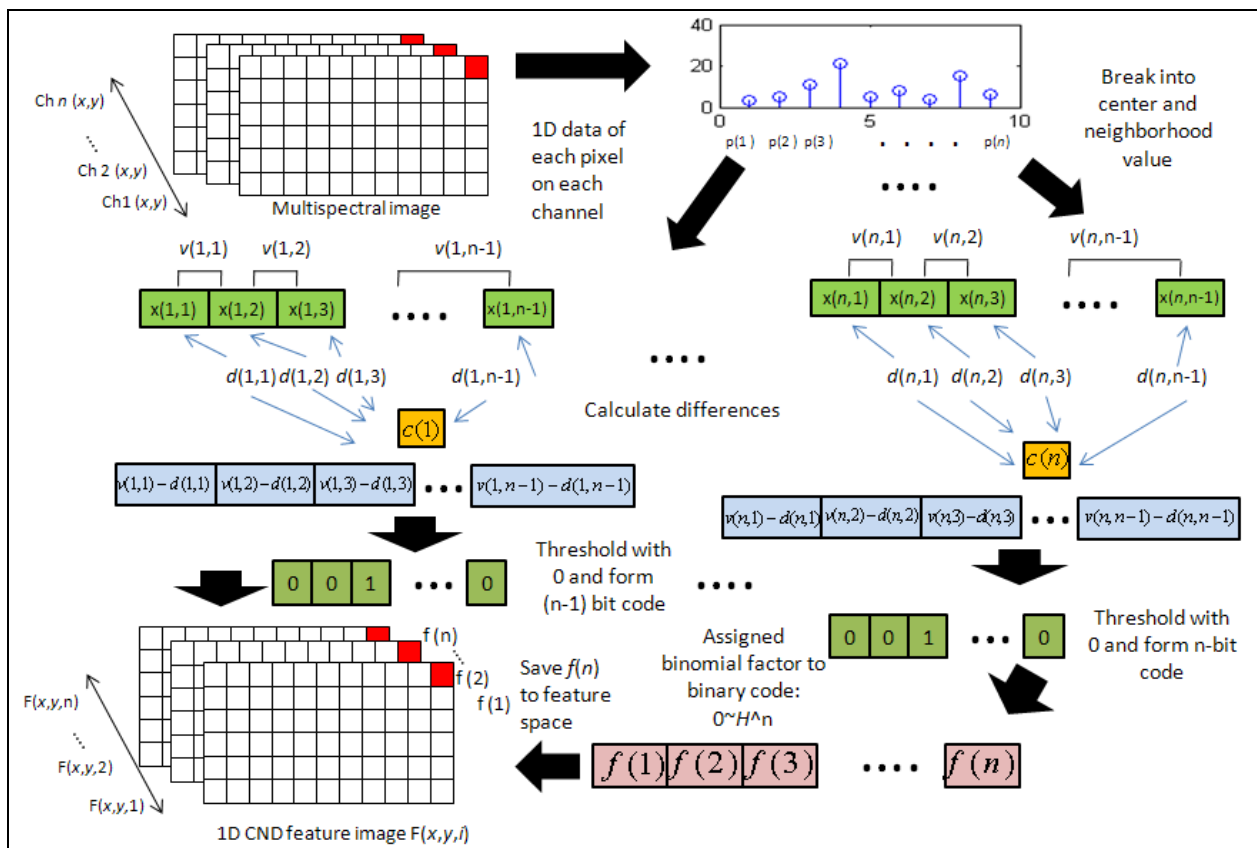 Ch n (x,y)
Ch 2 (x,y)
Ch1 (x,y)
Multispectral image
1D data of
each pixel
on each
channel
40
20
0
0 5 10
p(1) p(2) p(3) . . . . p(n)
Break into
center and
neighborhood
value
v(1,1) v(1,2) v(1,n-1)
x(1,1) x(1,2) x(1,3) •••• x(1,n-1)
d(1,1) d(1,2) d(1,3) d(1,n-1)
c(1)
v(1,1)−d(1,1) v(1,2)−d(1,2) v(1,3)−d(1,3) ••• v(1,n−1)−d(1,n−1)
••••
v(n,1) v(n,2) v(n,n-1)
x(n,1) x(n,2) x(n,3) •••• x(n,n-1)
d(n,1) d(n,2) d(n,3) d(n,n-1)
c(n)
v(n,1)−d(n,1) v(n,2)−d(n,2) v(n,3)−d(n,3) ••• v(n,n−1)−d(n,n−1)
••••
Calculate differences
0 0 1 ••• 0
Threshold with
0 and form
(n-1) bit code
••••
0 0 1 ••• 0
Threshold with
0 and form n-bit
code
Assigned
binomial factor to
binary code:
0~H^n
f(1) f(2) f(3) •••• f(n)
Save f(n)
to feature
space
f (n)
f (2)
f (1)
F(x,y,n)
F(x,y,2)
F(x,y,1)
1D CND feature image F(x,y,i)